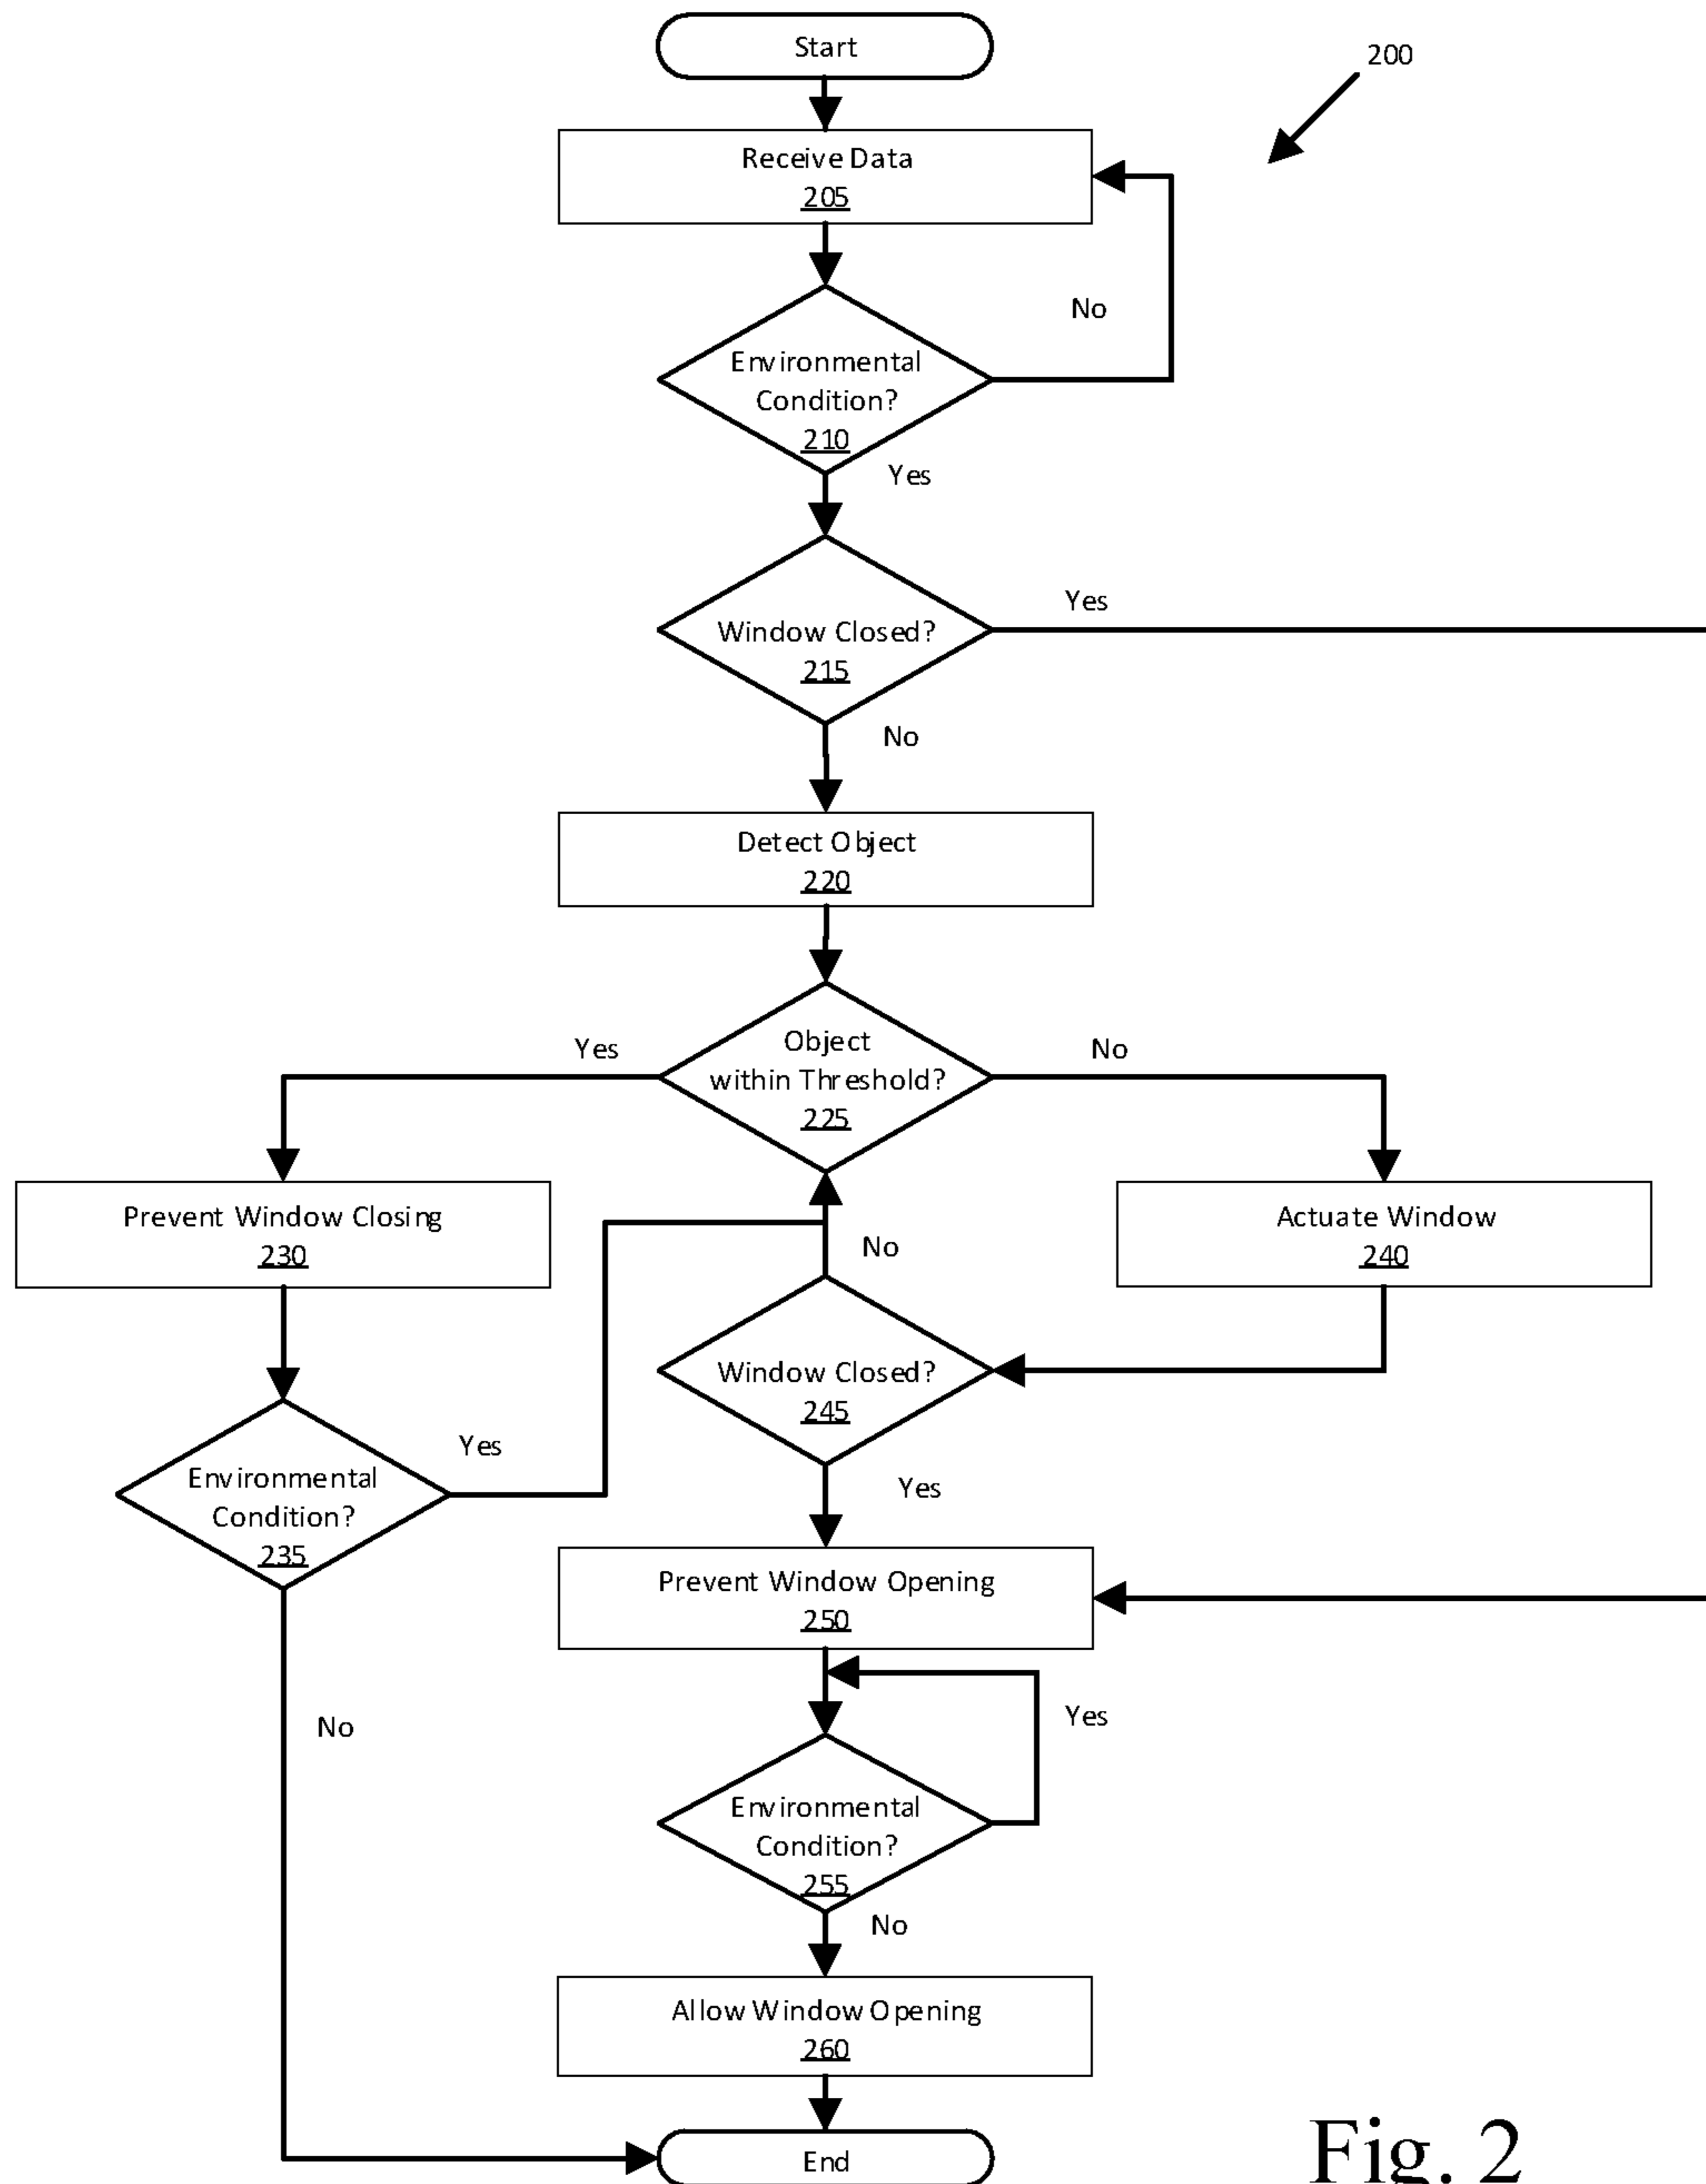 Start
200
Receive Data
205
No
Environmental
Condition?
210
Yes
Yes
Window Closed?
215
No
Detect Object
220
Yes
Object
within Threshold?
225
No
Prevent Window Closing
230
Actuate Window
240
No
Window Closed?
245
Yes
Environmental
Condition?
235
Yes
Prevent Window Opening
250
No
Yes
Environmental
Condition?
255
No
Allow Window Opening
260
End
Fig. 2